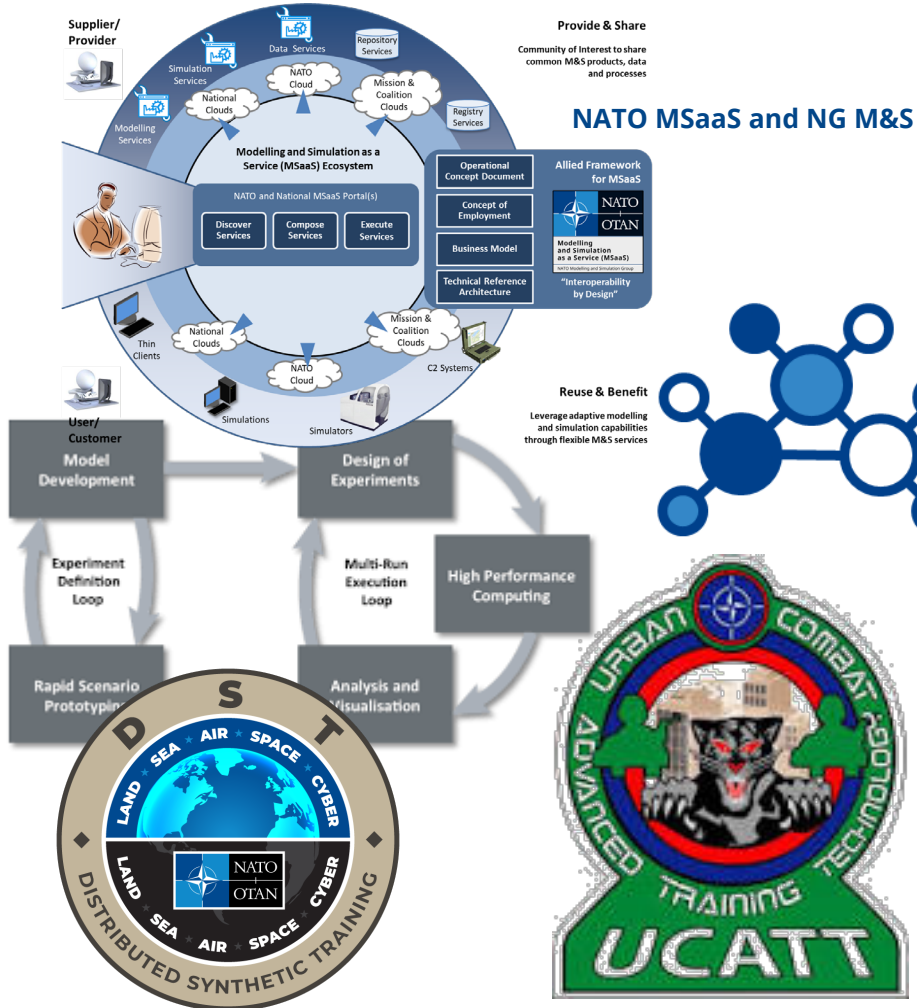 Supplier/
Provider
Provide & Share
Community of Interest to share
common M&S products, data
and processes
NATO MSaaS and NG M&S
Data Services
Repository
Services
Simulation
Services
NATO
Cloud
National
Clouds
Mission &
Coalition
Clouds
Registry
Services
Modelling
Services
Modelling and Simulation as a
Service (MSaaS) Ecosystem
NATO and National MSaaS Portal(s)
Discover
Services
Compose
Services
Execute
Services
Operational
Concept Document
Concept of
Employment
Business Model
Technical Reference
Architecture
Allied Framework
for MSaaS
NATO
OTAN
Modelling
and Simulation
as a Service (MSaaS)
NATO Modelling and Simulation Group
“Interoperability
by Design”
Thin
Clients
National
Clouds
NATO
Cloud
Mission &
Coalition
Clouds
C2 Systems
Simulations
Simulators
User/
Customer
Reuse & Benefit
Leverage adaptive modelling
and simulation capabilities
through flexible M&S services
Model
Development
Design of
Experiments
Experiment
Definition
Loop
Multi-Run
Execution
Loop
High Performance
Computing
Rapid Scenario
Prototyping
Analysis and
Visualisation
DST
LAND SEA AIR SPACE CYBER
NATO
OTAN
LAND SEA AIR SPACE CYBER
DISTRIBUTED SYNTHETIC TRAINING
URBAN COMBAT
ADVANCED TRAINING TECHNOLOGY
UCATT